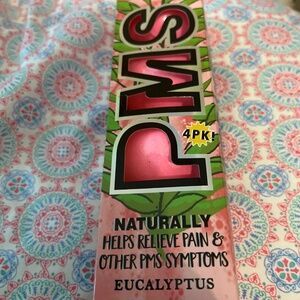 PMS
4PK!
NATURALLY
HELPS RELIEVE PAIN &
OTHER PMS SYMPTOMS
EUCALYPTUS